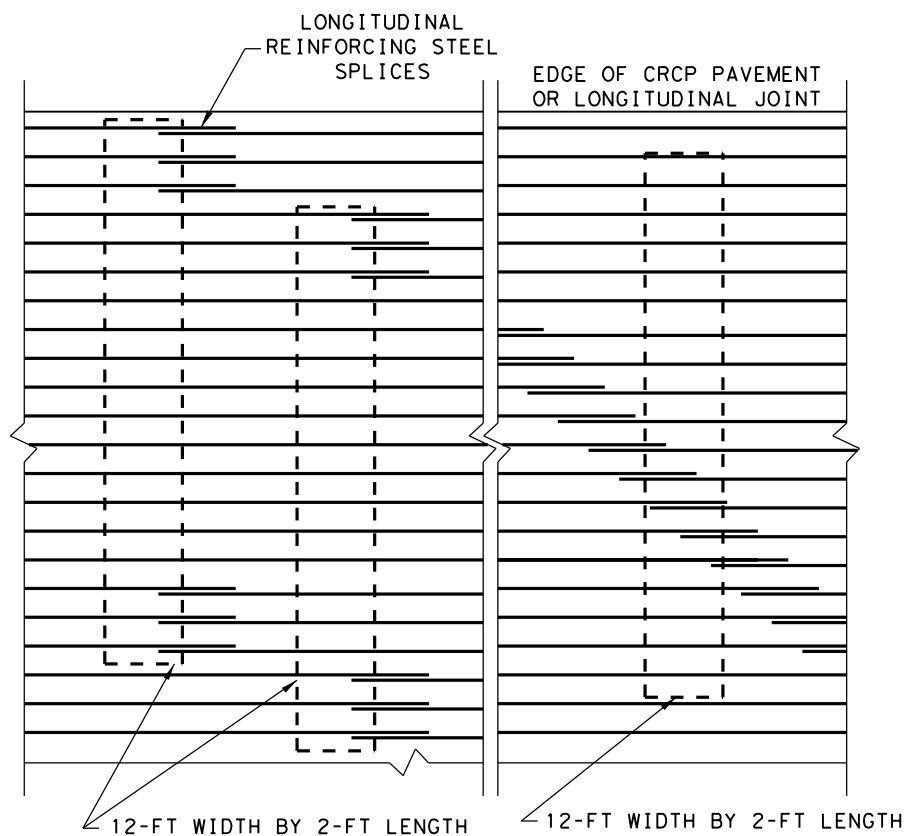 LONGITUDINAL
REINFORCING STEEL
SPLICES
EDGE OF CRCP PAVEMENT
OR LONGITUDINAL JOINT
12-FT WIDTH BY 2-FT LENGTH
12-FT WIDTH BY 2-FT LENGTH